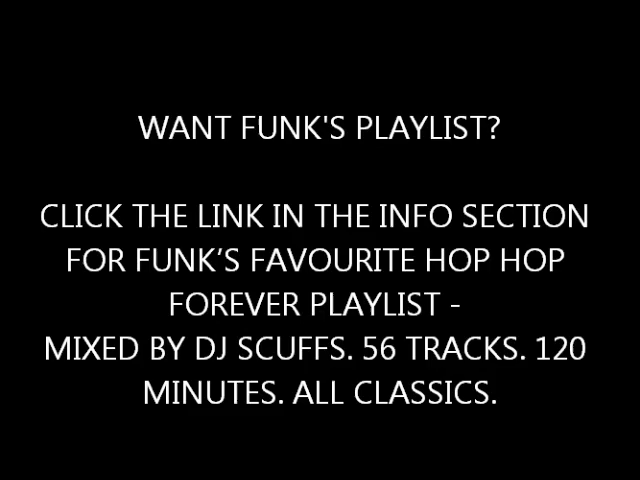 WANT FUNK'S PLAYLIST?
CLICK THE LINK IN THE INFO SECTION
FOR FUNK’S FAVOURITE HOP HOP
FOREVER PLAYLIST -
MIXED BY DJ SCUFFS. 56 TRACKS. 120
MINUTES. ALL CLASSICS.